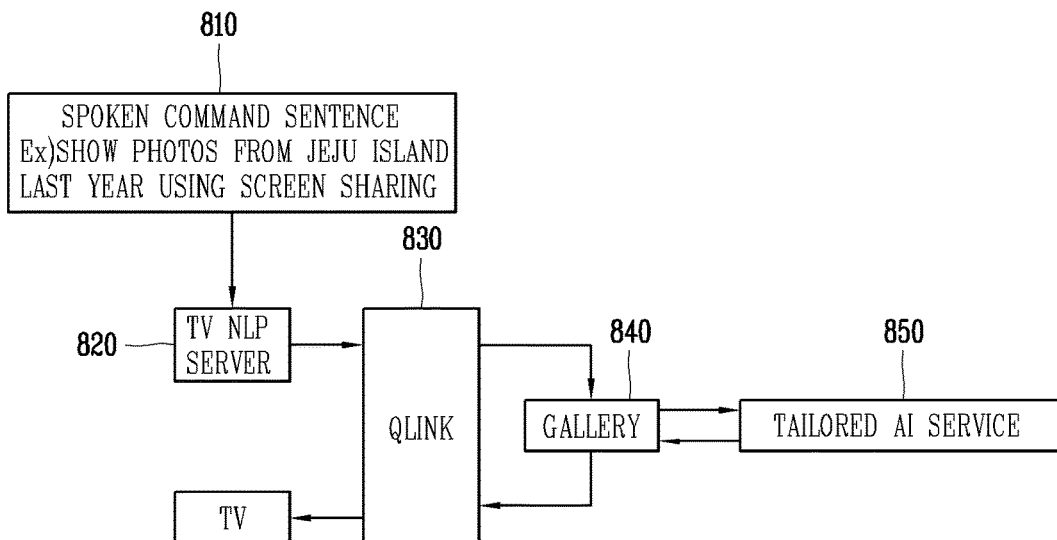 810
SPOKEN COMMAND SENTENCE
Ex)SHOW PHOTOS FROM JEJU ISLAND
LAST YEAR USING SCREEN SHARING
830
820
TV NLP
SERVER
840
850
QLINK
GALLERY
TAILORED AI SERVICE
TV